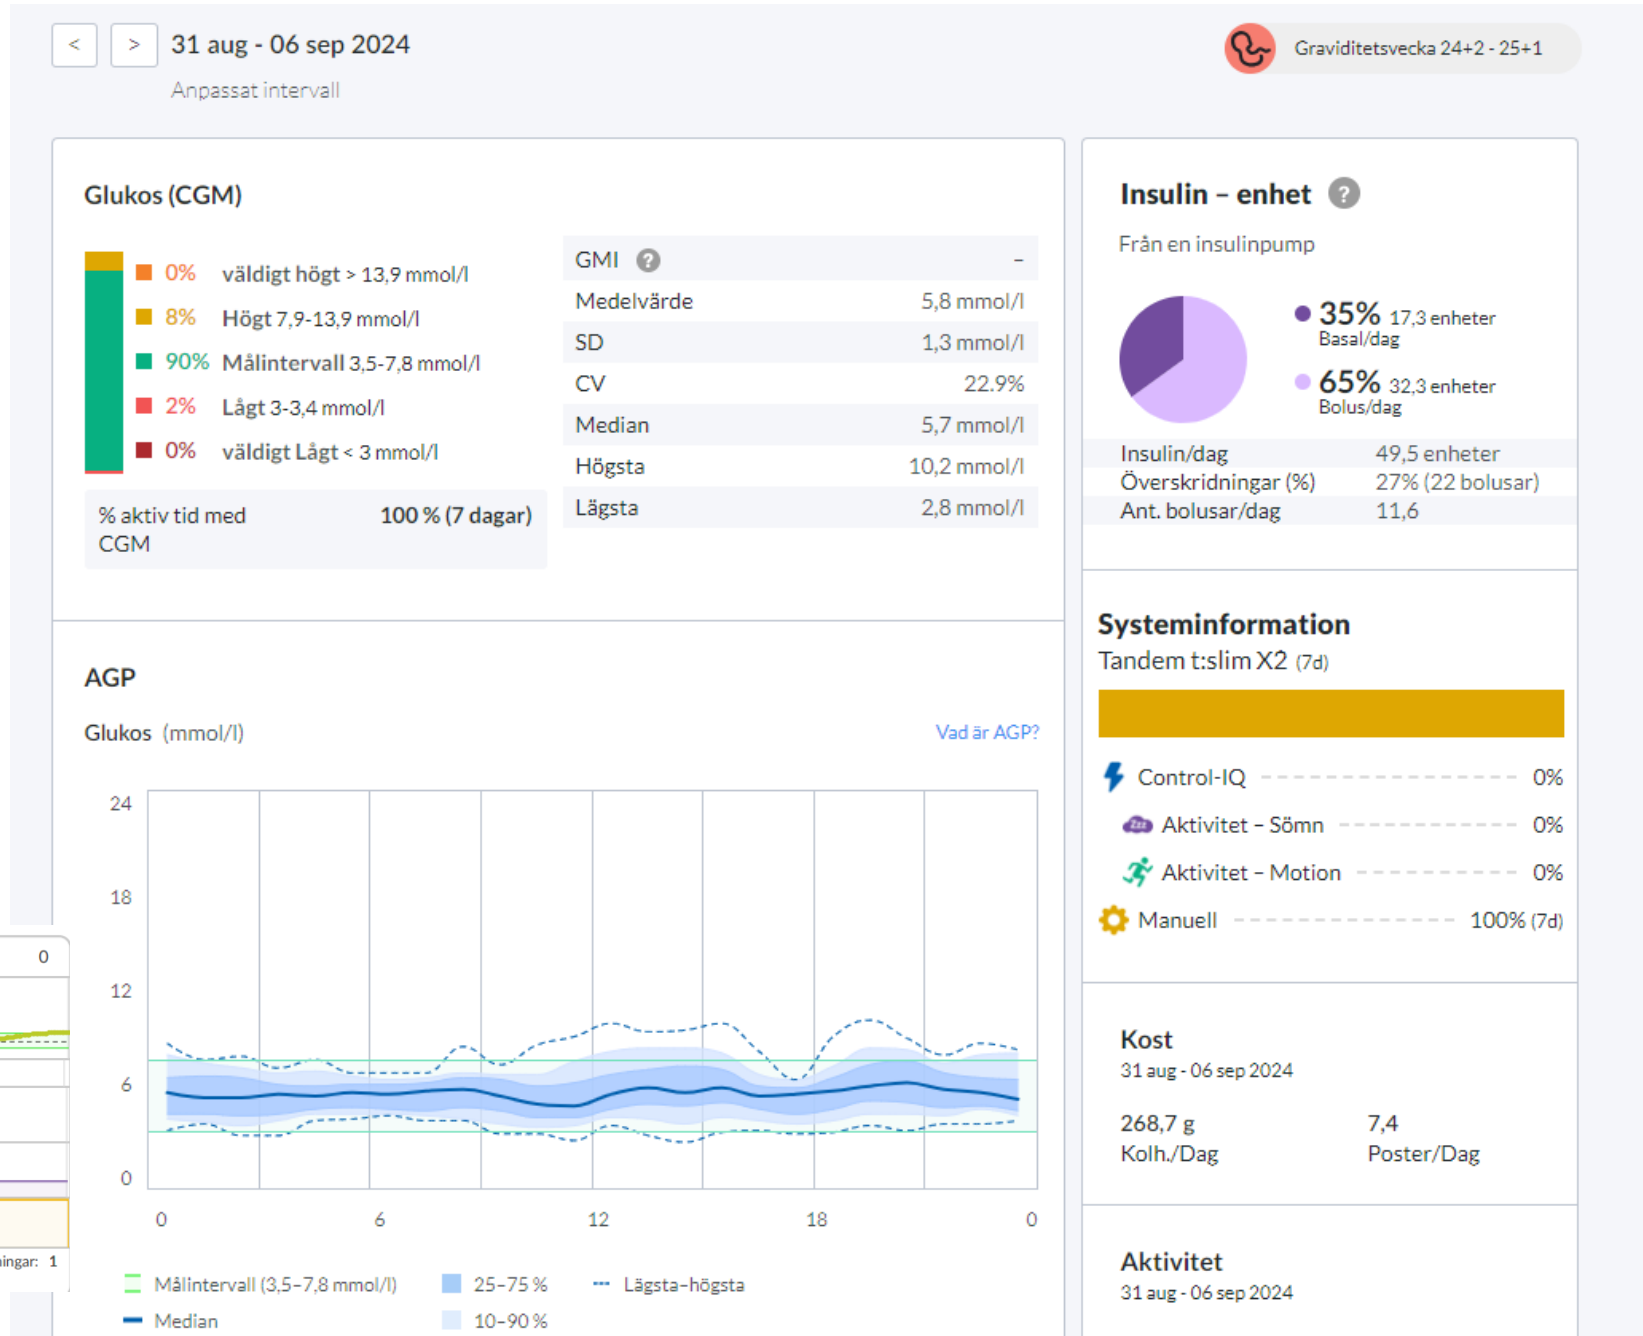 < > 31 aug - 06 sep 2024
Anpassat intervall
Graviditetsvecka 24+2 - 25+1
Glukos (CGM)
0% väldigt högt > 13,9 mmol/l
8% Högt 7,9-13,9 mmol/l
90% Målintervall 3,5-7,8 mmol/l
2% Lågt 3-3,4 mmol/l
0% väldigt Lågt < 3 mmol/l
% aktiv tid med CGM 100 % (7 dagar)
GMI ? –
Medelvärde 5,8 mmol/l
SD 1,3 mmol/l
CV 22.9%
Median 5,7 mmol/l
Högsta 10,2 mmol/l
Lägsta 2,8 mmol/l
Insulin – enhet ?
Från en insulinpump
35% 17,3 enheter
Basal/dag
65% 32,3 enheter
Bolus/dag
Insulin/dag 49,5 enheter
Överskridningar (%) 27% (22 bolusar)
Ant. bolusar/dag 11,6
AGP
Glukos (mmol/l)
Vad är AGP?
24
18
12
6
0
0 6 12 18 0
Målintervall (3,5–7,8 mmol/l)
25–75 %
Lägsta–högsta
Median
10–90 %
Systeminformation
Tandem t:slim X2 (7d)
Control-IQ 0%
Zzz Aktivitet – Sömn 0%
Aktivitet – Motion 0%
Manuell 100% (7d)
Kost
31 aug - 06 sep 2024
268,7 g 7,4
Kolh./Dag Poster/Dag
Aktivitet
31 aug - 06 sep 2024
0
ningar: 1